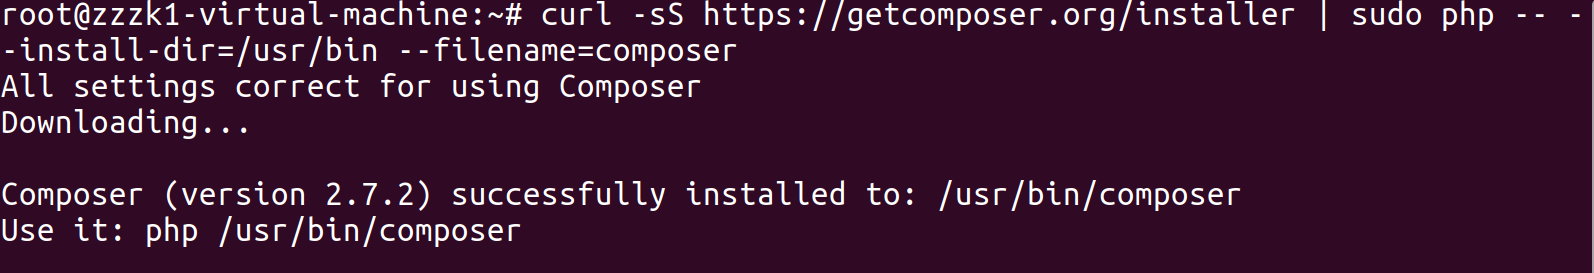 root@zzzk1-virtual-machine:~# curl -sS https://getcomposer.org/installer | sudo php -- -
-install-dir=/usr/bin --filename=composer
All settings correct for using Composer
Downloading...
Composer (version 2.7.2) successfully installed to: /usr/bin/composer
Use it: php /usr/bin/composer